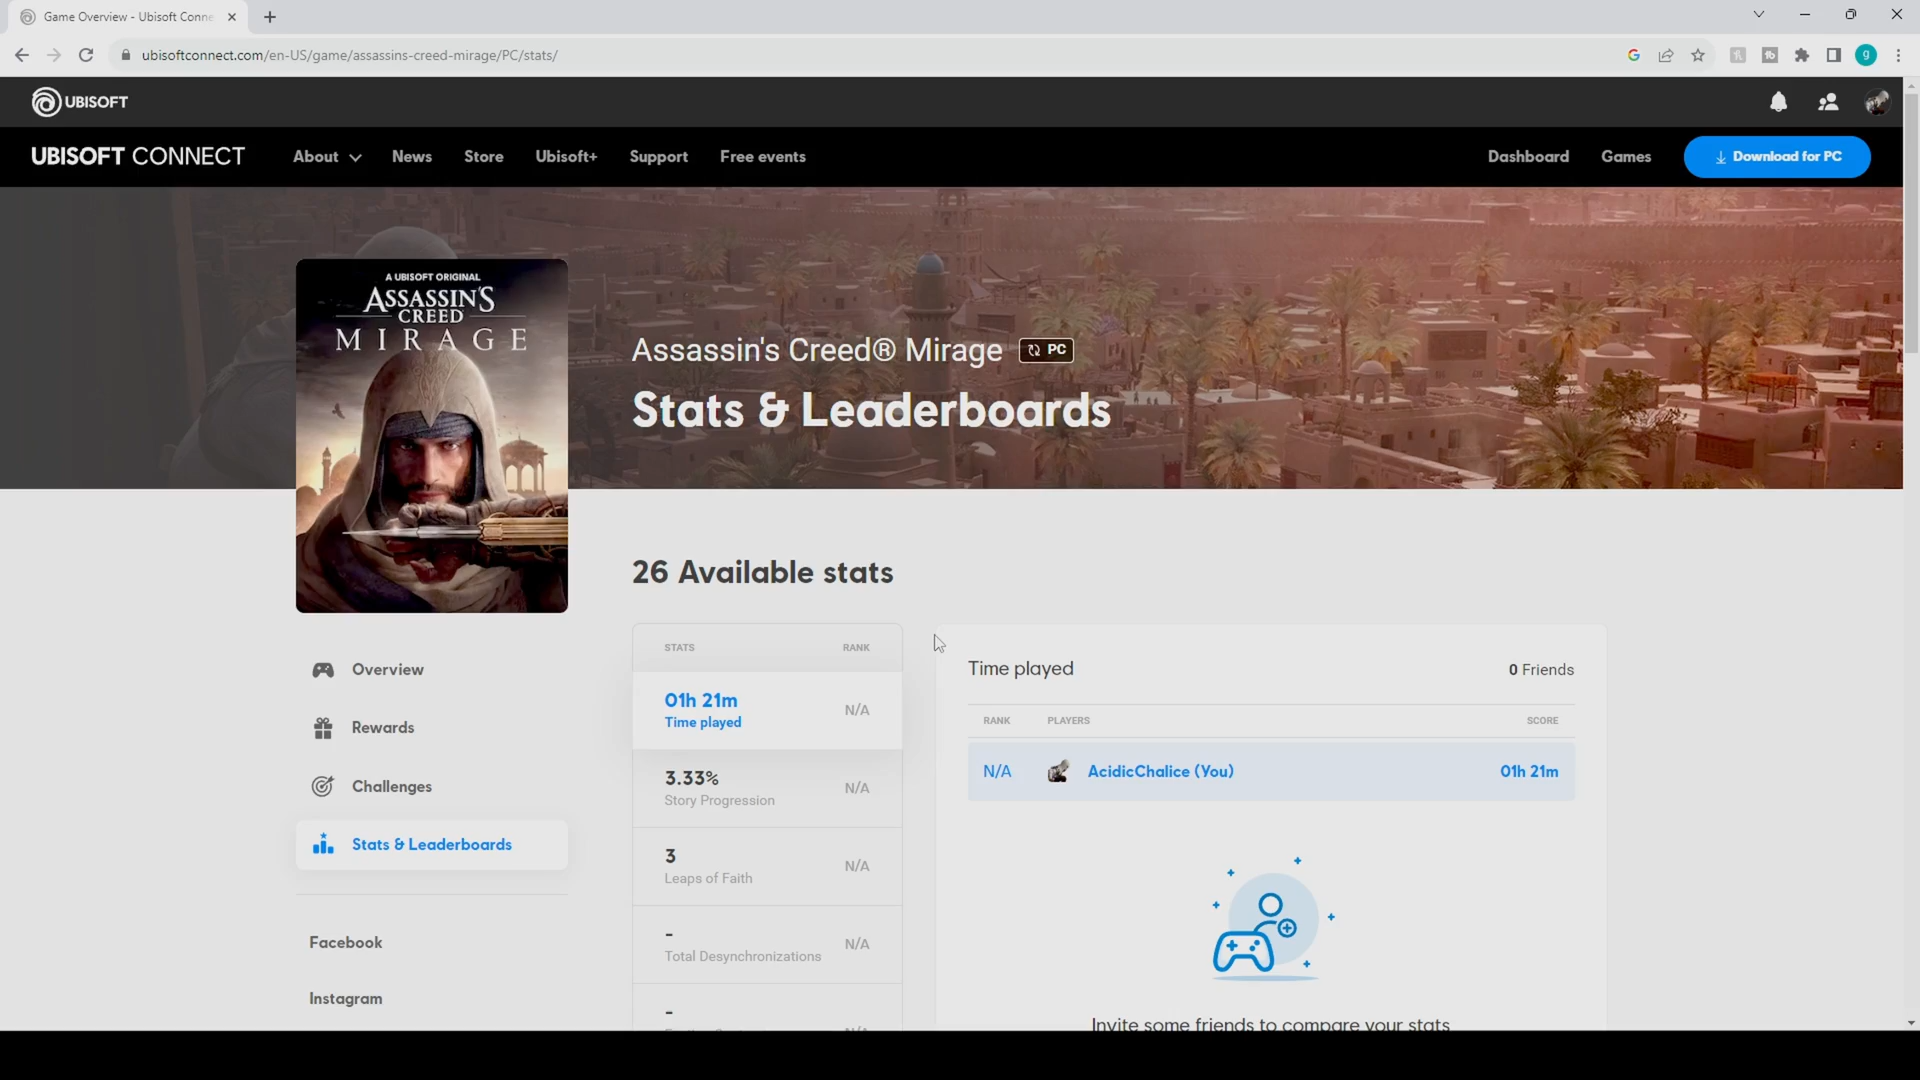 Game Overview - Ubisoft Conne
ubisoftconnect.com/en-US/game/assassins-creed-mirage/PC/stats/
g
UBISOFT
UBISOFT CONNECT
About
News
Store
Ubisoft+
Support
Free events
Dashboard
Games
Download for PC
A UBISOFT ORIGINAL
ASSASSIN'S
CREED
MIRAGE
Assassin's Creed® Mirage
PC
Stats & Leaderboards
26 Available stats
Overview
Rewards
Challenges
Stats & Leaderboards
Facebook
Instagram
STATS RANK
01h 21m
Time played
N/A
3.33%
Story Progression
N/A
3
Leaps of Faith
N/A
-
Total Desynchronizations
N/A
-
N/A
Time played
0 Friends
RANK PLAYERS SCORE
N/A AcidicChalice (You) 01h 21m
Invite some friends to compare your stats